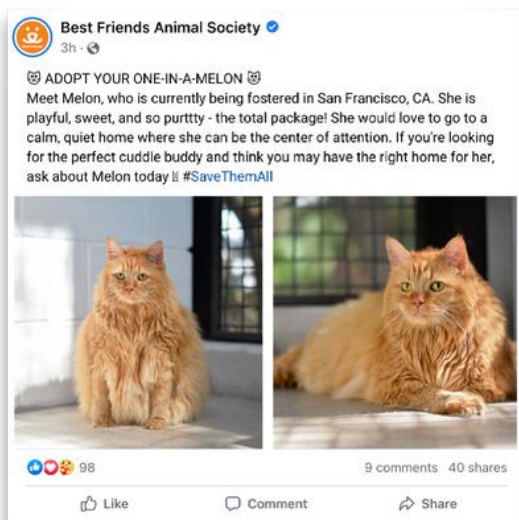 Best Friends Animal Society
3h ·
😻 ADOPT YOUR ONE-IN-A-MELON 😻
Meet Melon, who is currently being fostered in San Francisco, CA. She is
playful, sweet, and so purttty - the total package! She would love to go to a
calm, quiet home where she can be the center of attention. If you're looking
for the perfect cuddle buddy and think you may have the right home for her,
ask about Melon today #SaveThemAll
98
9 comments 40 shares
Like Comment Share